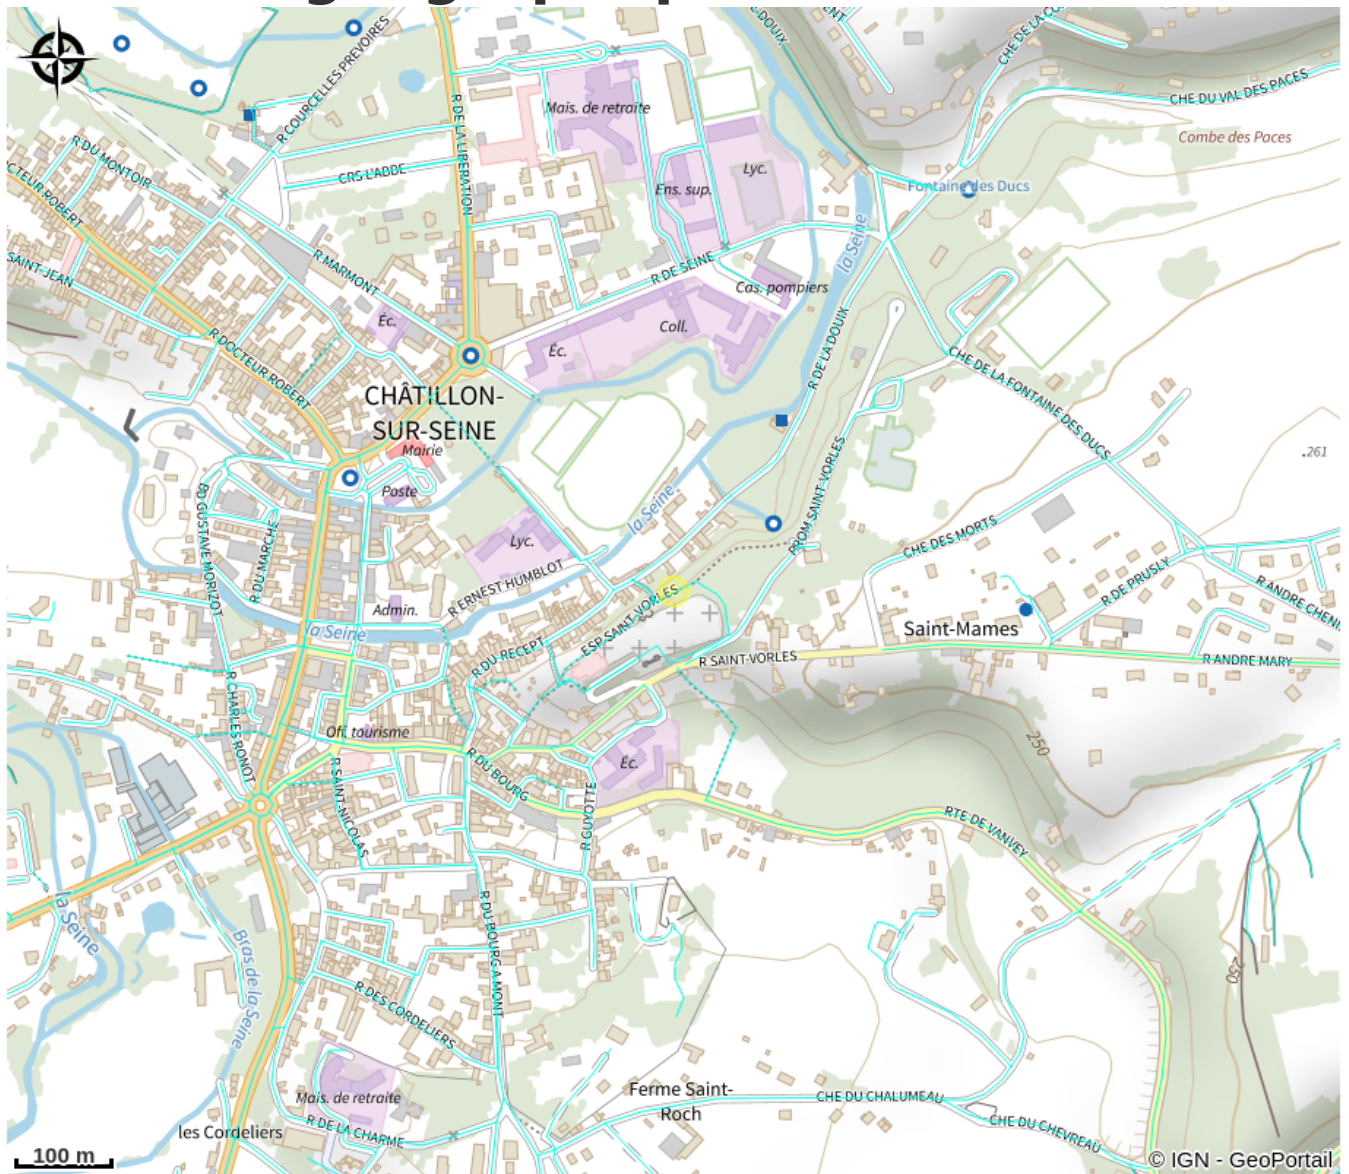 R COURCELLES PREVOIRES
R DE LA LIBERATION
Mais. de retraite
DOUIX
CHE DU VAL DES PACES
Combe des Paces
R DU MONTOIR
CRS L'ABBE
Ens. sup.
Lyc.
Fontaine des Ducs
DOCTEUR ROBERT
SAINT-JEAN
R MARMONT
R DE SEINE
la Seine
Cas. pompiers
Éc.
Coll.
Éc.
R DOCTEUR ROBERT
R DE LA DOUIX
CHE DE LA FONTAINE DES DUCS
CHÂTILLON-
SUR-SEINE
Mairie
.261
Poste
la Seine
PROM SAINT-VORLES
R DU MARCHE
Lyc.
CHE DES MORTS
R ERNEST HUMBLOT
R DE PRUSLY
R ANDRE CHENI
Admin.
la Seine
ESP SAINT-VORLES
Saint-Mames
R DU RECEPT
R SAINT-VORLES
R ANDRE MARY
R CHARLES RONOT
Off. tourisme
250
Éc.
R DU BOURG
R SAINT-NICOLAS
R GUYOTTE
RTE DE VANVEY
la Seine
Bras de la Seine
R DU BOURG-A-MONT
250
R DES CORDELIERS
Mais. de retraite
Ferme Saint-
Roch
CHE DU CHALUMEAU
CHE DU CHEVREAU
les Cordeliers
R DE LA CHARME
100 m
© IGN - GeoPortail